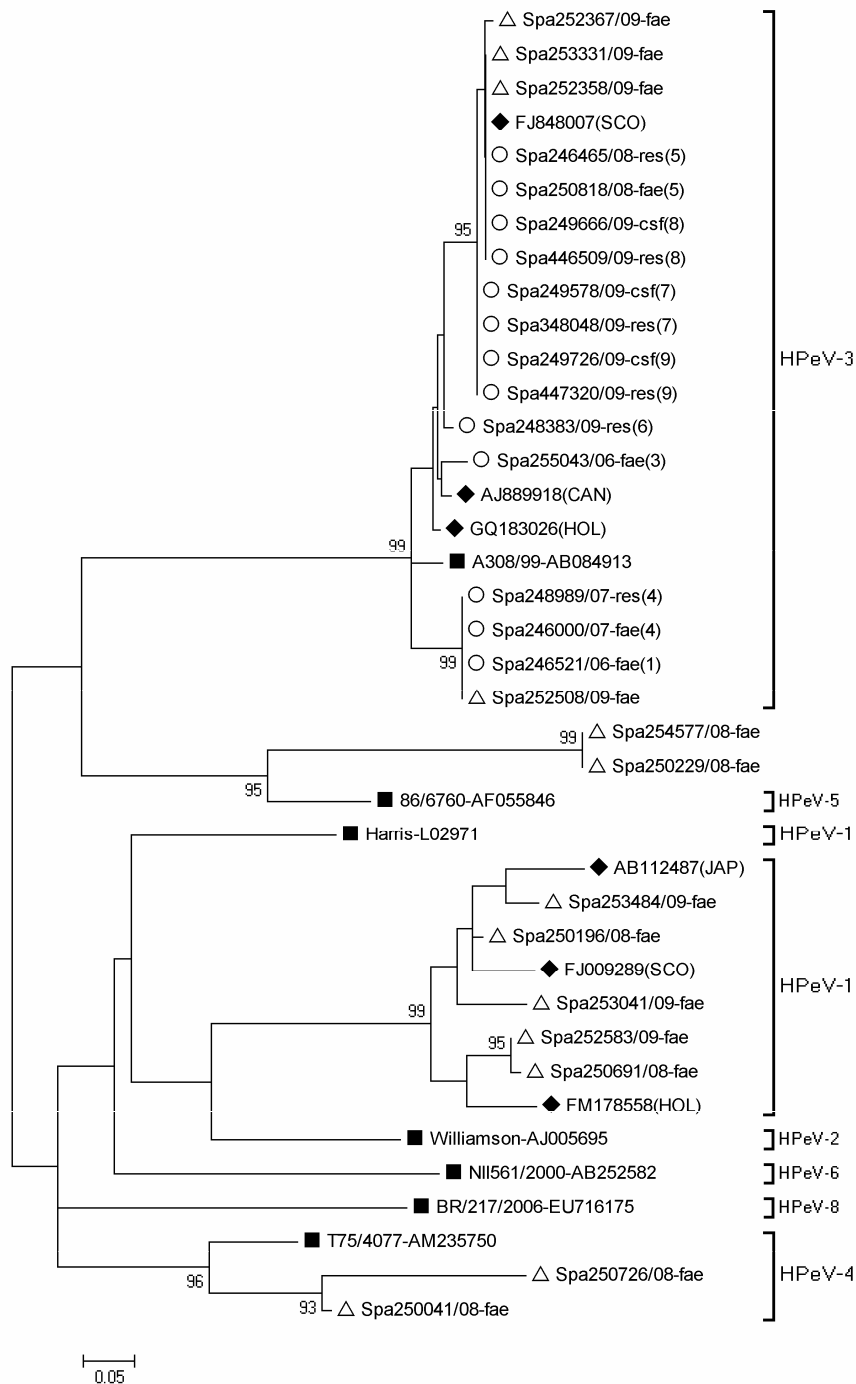 Spa252367/09-fae
Spa253331/09-fae
Spa252358/09-fae
FJ848007(SCO)
Spa246465/08-res(5)
Spa250818/08-fae(5)
95
Spa249666/09-csf(8)
Spa446509/09-res(8)
Spa249578/09-csf(7)
Spa348048/09-res(7)
Spa249726/09-csf(9)
HPeV-3
Spa447320/09-res(9)
Spa248383/09-res(6)
Spa255043/06-fae(3)
AJ889918(CAN)
GQ183026(HOL)
99
A308/99-AB084913
Spa248989/07-res(4)
Spa246000/07-fae(4)
99
Spa246521/06-fae(1)
Spa252508/09-fae
99
Spa254577/08-fae
Spa250229/08-fae
95
86/6760-AF055846
HPeV-5
Harris-L02971
HPeV-1
AB112487(JAP)
Spa253484/09-fae
Spa250196/08-fae
FJ009289(SCO)
HPeV-1
Spa253041/09-fae
99
Spa252583/09-fae
95
Spa250691/08-fae
FM178558(HOL)
Williamson-AJ005695
HPeV-2
NII561/2000-AB252582
HPeV-6
BR/217/2006-EU716175
HPeV-8
T75/4077-AM235750
96
Spa250726/08-fae
HPeV-4
93
Spa250041/08-fae
0.05